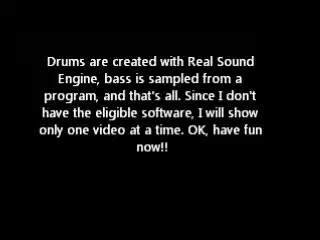 Drums are created with Real Sound
Engine, bass is sampled from a
program, and that's all. Since I don't
have the eligible software, I will show
only one video at a time. OK, have fun
now!!